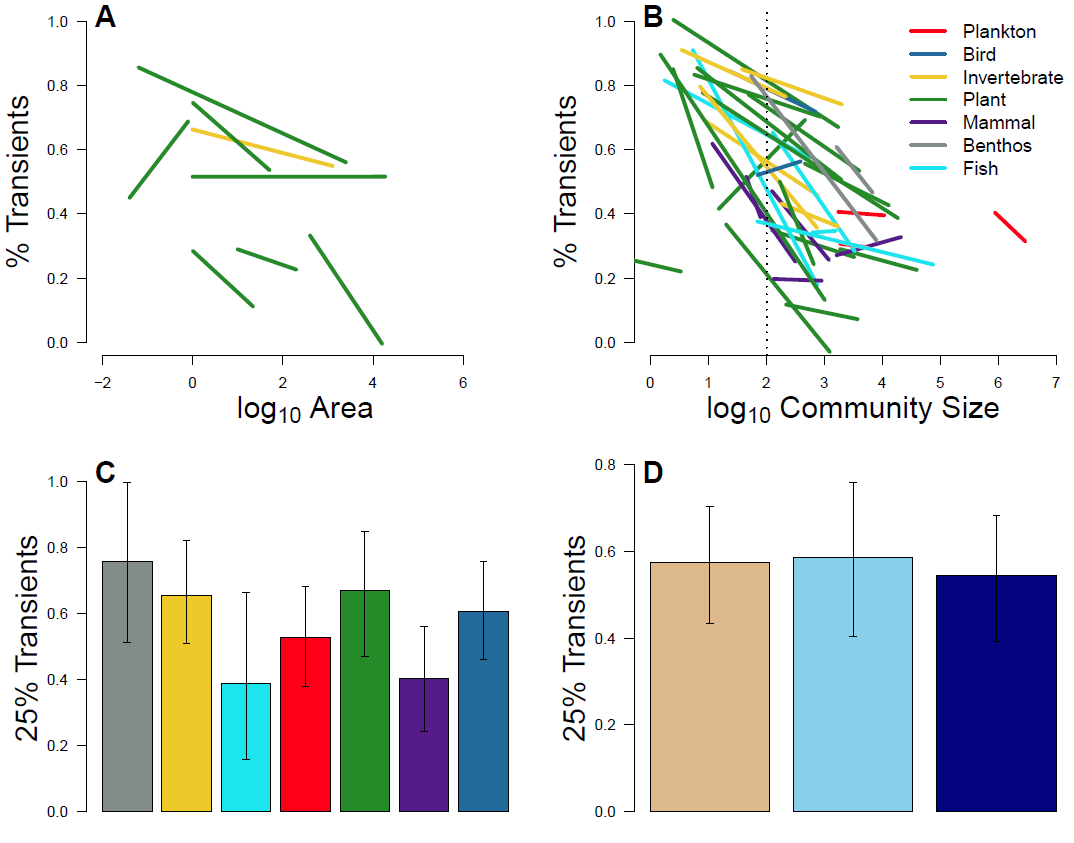 A
% Transients
1.0
0.8
0.6
0.4
0.2
0.0
−2 0 2 4 6
log10 Area
B
% Transients
1.0
0.8
0.6
0.4
0.2
0.0
0 1 2 3 4 5 6 7
log10 Community Size
Plankton
Bird
Invertebrate
Plant
Mammal
Benthos
Fish
C
25% Transients
1.0
0.8
0.6
0.4
0.2
0.0
D
25% Transients
0.8
0.6
0.4
0.2
0.0